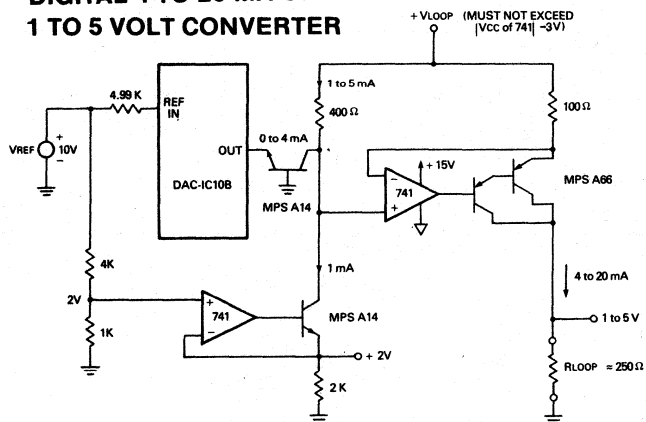 1 TO 5 VOLT CONVERTER
+ VLOOP (MUST NOT EXCEED
|VCC of 741| -3V)
1 to 5 mA
4.99 K
REF
IN
400 Ω
100 Ω
VREF
+
10V
−
OUT
0 to 4 mA
DAC-IC10B
MPS A14
−
741
+
+ 15V
MPS A66
1 mA
4K
2V
1K
+
741
−
MPS A14
+ 2V
2 K
4 to 20 mA
1 to 5 V
RLOOP ≈ 250 Ω